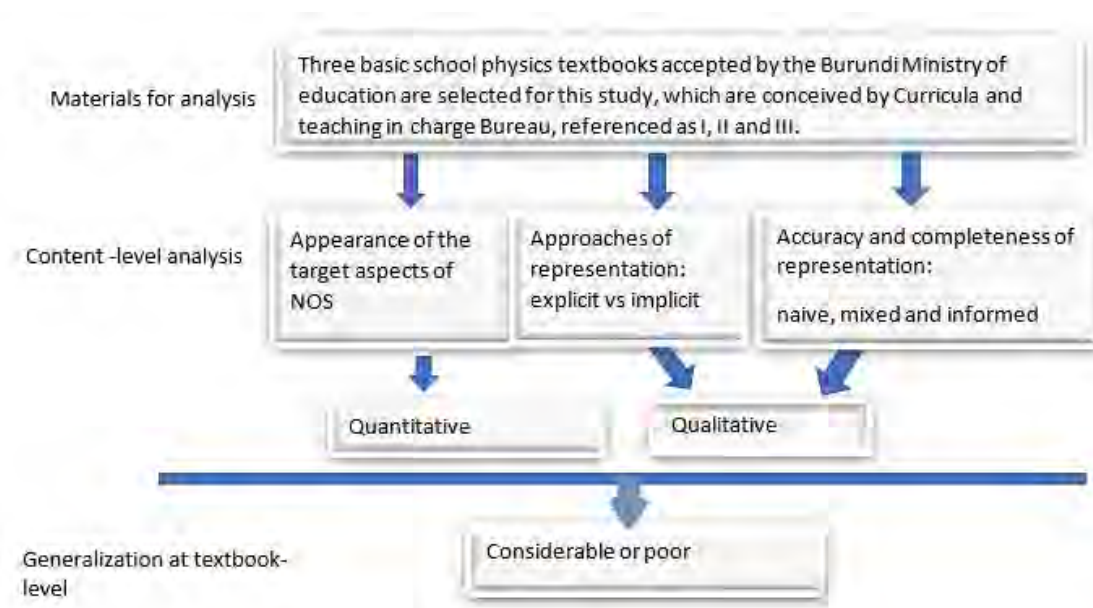 Materials for analysis
Three basic school physics textbooks accepted by the Burundi Ministry of
education are selected for this study, which are conceived by Curricula and
teaching in charge Bureau, referenced as I, II and III.
Content -level analysis
Appearance of the
target aspects of
NOS
Approaches of
representation:
explicit vs implicit
Accuracy and completeness of
representation:
naive, mixed and informed
Quantitative
Qualitative
Generalization at textbook-
level
Considerable or poor